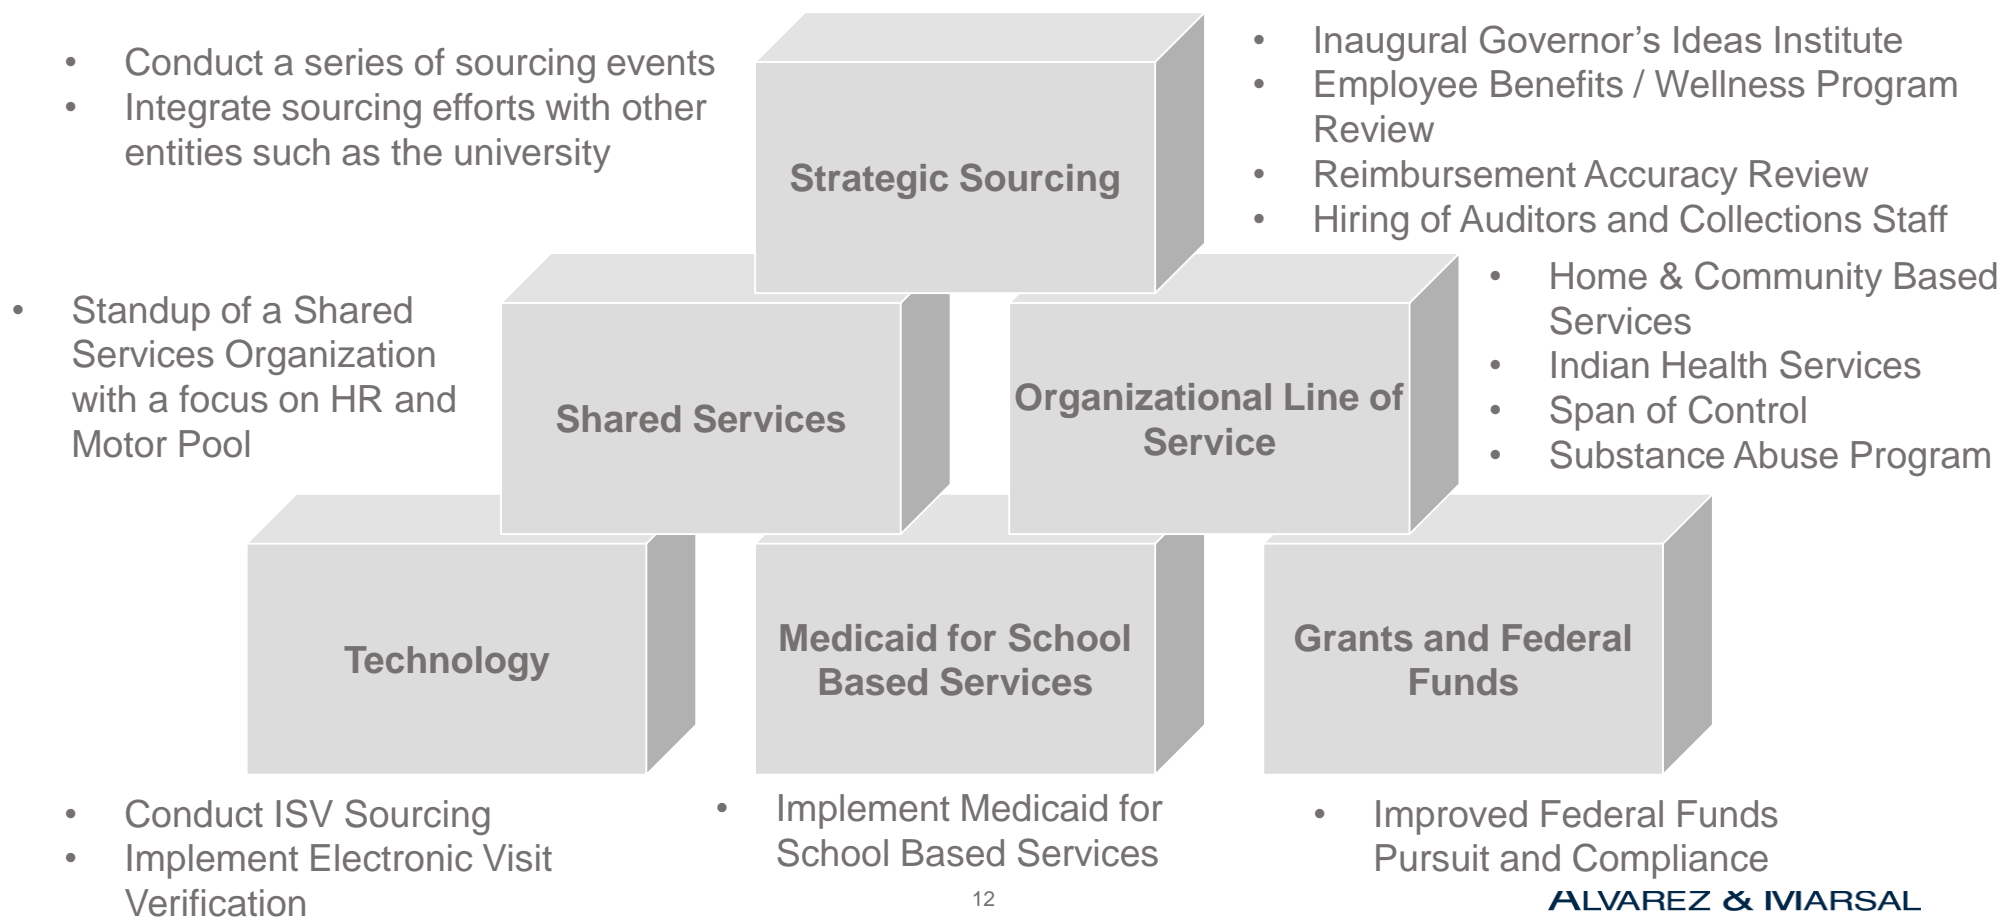 • Conduct a series of sourcing events
• Integrate sourcing efforts with other
entities such as the university
Strategic Sourcing
• Inaugural Governor’s Ideas Institute
• Employee Benefits / Wellness Program
Review
• Reimbursement Accuracy Review
• Hiring of Auditors and Collections Staff
• Standup of a Shared
Services Organization
with a focus on HR and
Motor Pool
Shared Services
Organizational Line of
Service
• Home & Community Based
Services
• Indian Health Services
• Span of Control
• Substance Abuse Program
Technology
Medicaid for School
Based Services
Grants and Federal
Funds
• Conduct ISV Sourcing
• Implement Electronic Visit
Verification
• Implement Medicaid for
School Based Services
• Improved Federal Funds
Pursuit and Compliance
12
ALVAREZ & MARSAL